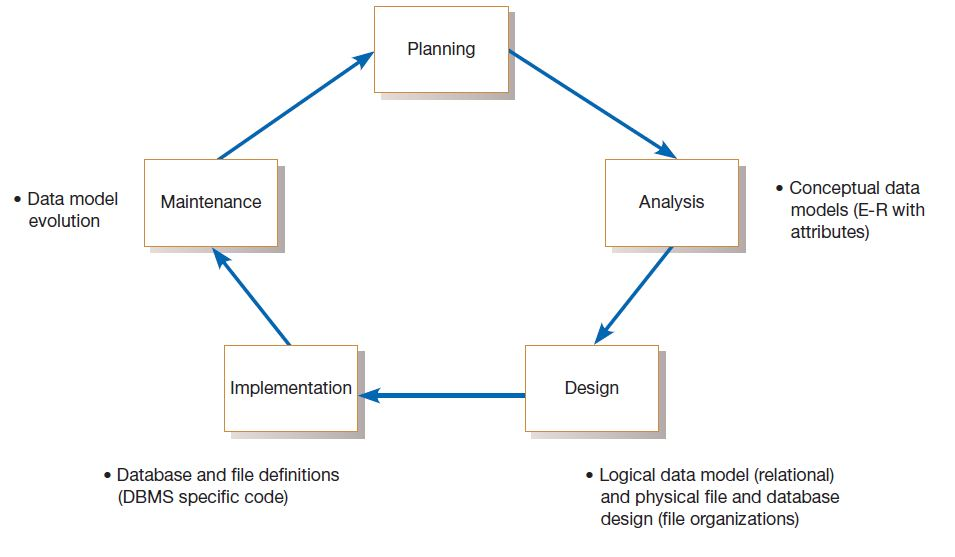 Planning
Maintenance
Analysis
• Data model
evolution
• Conceptual data
models (E-R with
attributes)
Implementation
Design
• Database and file definitions
(DBMS specific code)
• Logical data model (relational)
and physical file and database
design (file organizations)